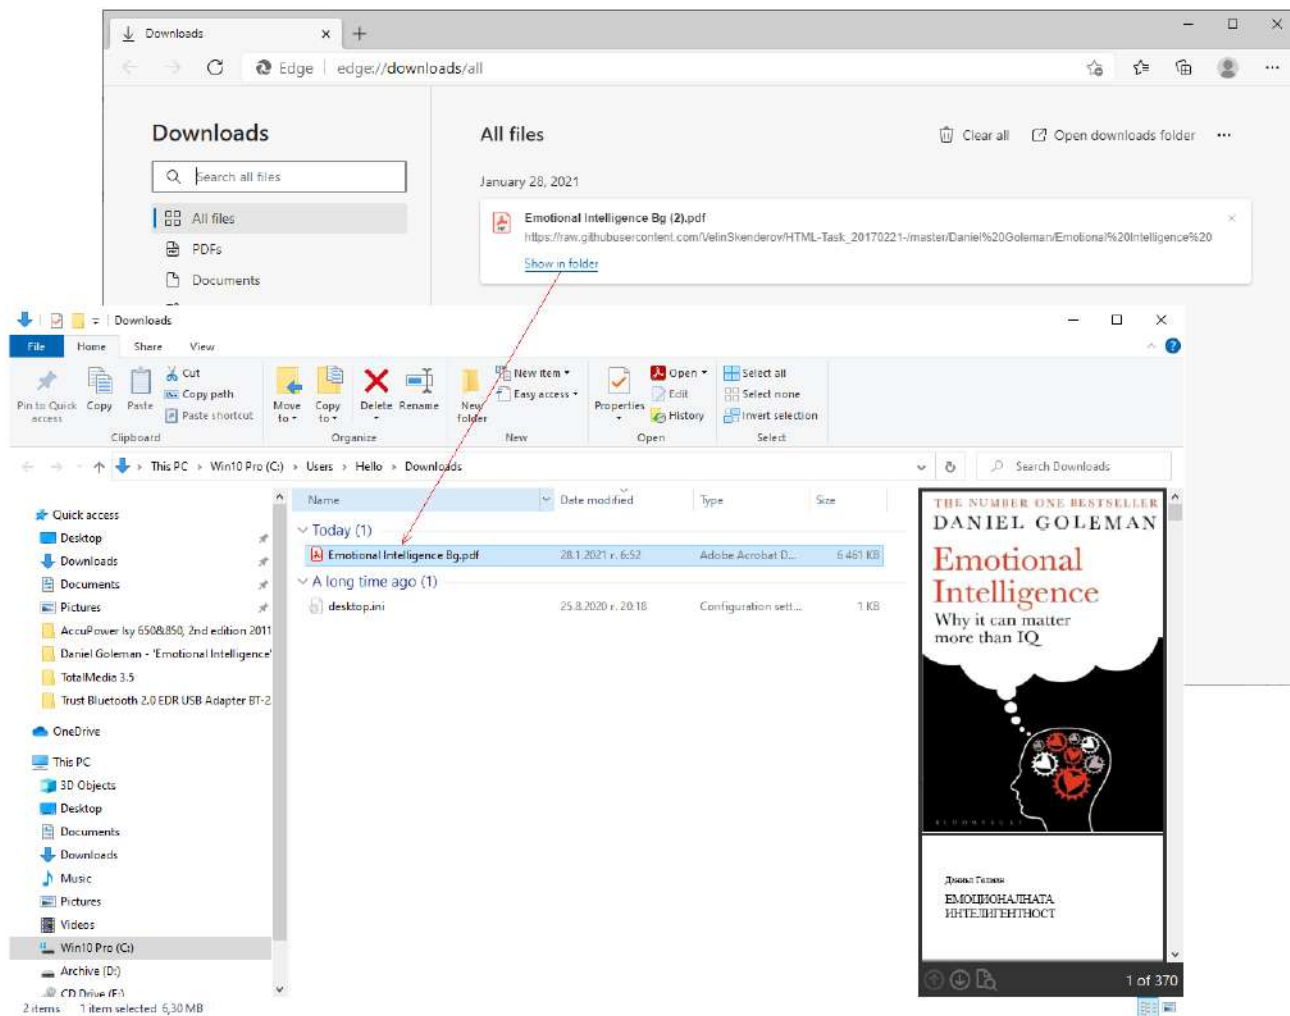 Downloads
Edge edge://downloads/all
Downloads
Search all files
All files
PDFs
Documents
All files
Clear all Open downloads folder
January 28, 2021
Emotional Intelligence Bg (2).pdf
https://raw.githubusercontent.com/VelinSkenderov/HTML-Task_20170221-/master/Daniel%20Goleman/Emotional%20Intelligence%20
Show in folder
Downloads
File Home Share View
Pin to Quick access
Copy
Paste
Cut
Copy path
Paste shortcut
Clipboard
Move to
Copy to
Delete
Rename
Organize
New folder
New item
Easy access
New
Properties
Open
Edit
History
Open
Select all
Select none
Invert selection
Select
This PC > Win10 Pro (C:) > Users > Hello > Downloads
Search Downloads
Quick access
Desktop
Downloads
Documents
Pictures
AccuPower Isy 650&850, 2nd edition 2011
Daniel Goleman - 'Emotional Intelligence'
TotalMedia 3.5
Trust Bluetooth 2.0 EDR USB Adapter BT-2
OneDrive
This PC
3D Objects
Desktop
Documents
Downloads
Music
Pictures
Videos
Win10 Pro (C:)
Archive (D:)
CD Drive (F:)
Name Date modified Type Size
Today (1)
Emotional Intelligence Bg.pdf 28.1.2021 г. 6:52 Adobe Acrobat D... 6 461 KB
A long time ago (1)
desktop.ini 25.8.2020 г. 20:18 Configuration sett... 1 KB
THE NUMBER ONE BESTSELLER
DANIEL GOLEMAN
Emotional
Intelligence
Why it can matter
more than IQ
BLOOMSBURY
ЕМОЦИОНАЛНАТА
ИНТЕЛИГЕНТНОСТ
1 of 370
2 items 1 item selected 6,30 MB